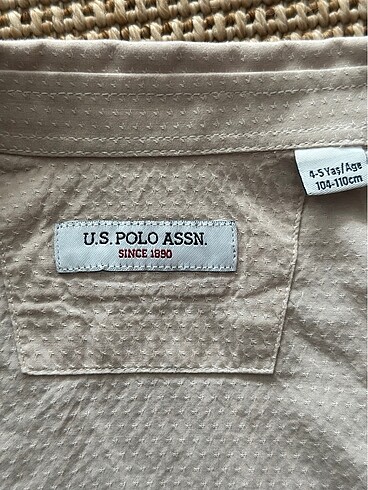 4-5 Yaş/Age
104-110cm
U.S. POLO ASSN.
SINCE 1890